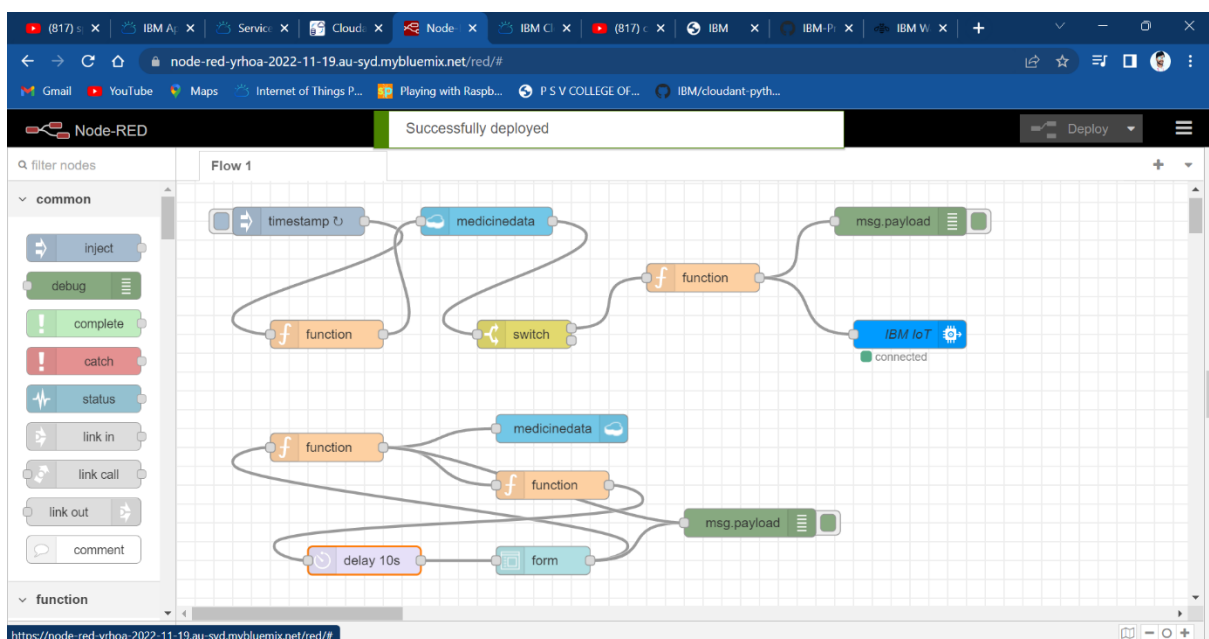 (817) s
IBM Ap
Service
Clouda
Node-r
IBM Cl
(817) c
IBM
IBM-Pr
IBM W
node-red-yrhoa-2022-11-19.au-syd.mybluemix.net/red/#
Gmail
YouTube
Maps
Internet of Things P...
Playing with Raspb...
P S V COLLEGE OF...
IBM/cloudant-pyth...
Node-RED
Successfully deployed
Deploy
filter nodes
Flow 1
common
inject
debug
complete
catch
status
link in
link call
link out
comment
function
timestamp ↻
medicinedata
msg.payload
function
function
switch
IBM IoT
connected
medicinedata
function
function
msg.payload
delay 10s
form
https://node-red-yrhoa-2022-11-19.au-syd.mybluemix.net/red/#